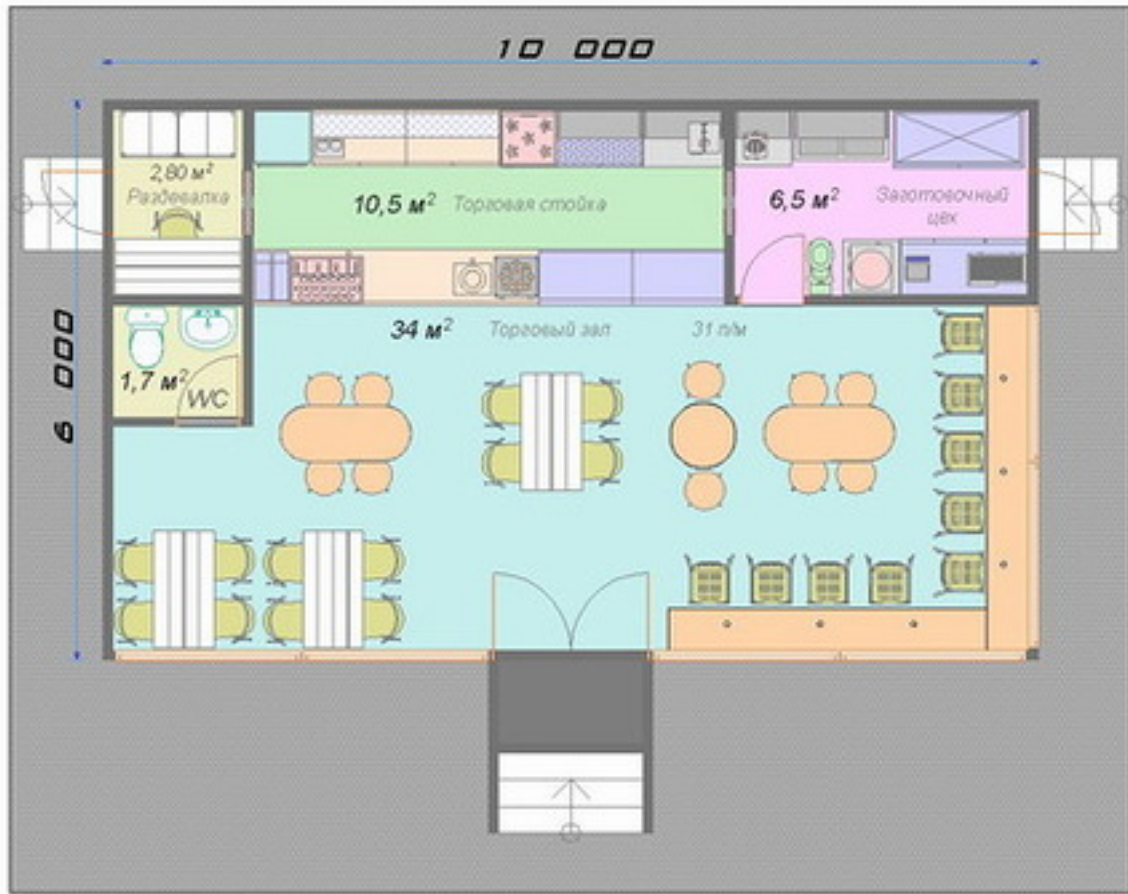 10 000
2,80 м²
Раздевалка
10,5 м² Торговая стойка
6,5 м² Заготовочный
цех
6 000
34 м² Торговый зал 31 п/м
1,7 м²
WC